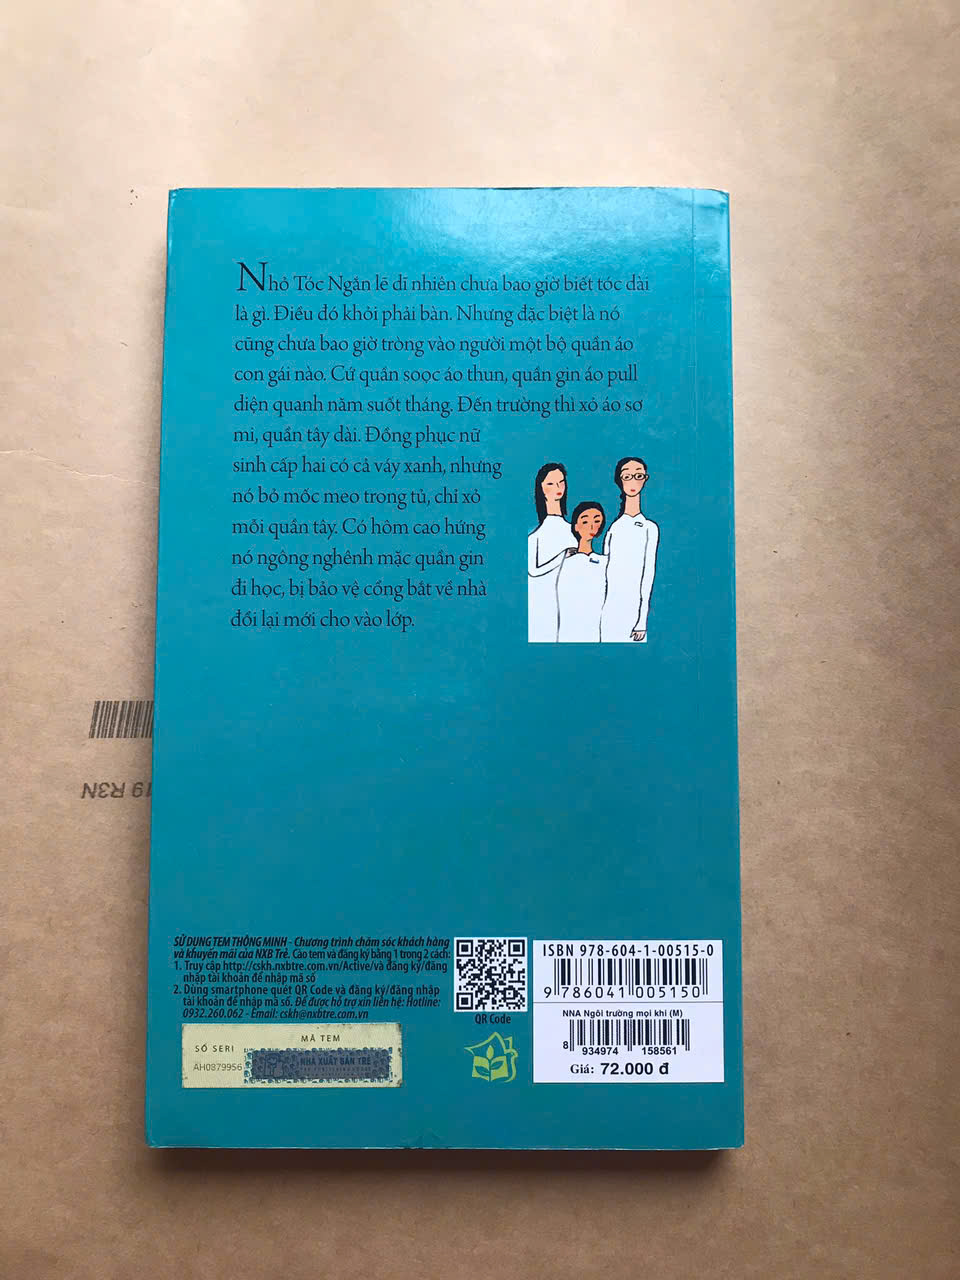 Nhỏ Tóc Ngắn lẽ dĩ nhiên chưa bao giờ biết tóc dài
là gì. Điều đó khỏi phải bàn. Nhưng đặc biệt là nó
cũng chưa bao giờ tròng vào người một bộ quần áo
con gái nào. Cứ quần soọc áo thun, quần gin áo pull
diện quanh năm suốt tháng. Đến trường thì xỏ áo sơ
mi, quần tây dài. Đồng phục nữ
sinh cấp hai có cả váy xanh, nhưng
nó bỏ mốc meo trong tủ, chỉ xỏ
mỗi quần tây. Có hôm cao hứng
nó ngông nghênh mặc quần gin
đi học, bị bảo vệ cổng bắt về nhà
đổi lại mới cho vào lớp.
19 R3N
SỬ DỤNG TEM THÔNG MINH - Chương trình chăm sóc khách hàng
và khuyến mãi của NXB Trẻ. Cào tem và đăng ký bằng 1 trong 2 cách:
1. Truy cập http://cskh.nxbtre.com.vn/Active/và đăng ký/đăng
nhập tài khoản để nhập mã số
2. Dùng smartphone quét QR Code và đăng ký/đăng nhập
tài khoản để nhập mã số. Để được hỗ trợ xin liên hệ: Hotline:
0932.260.062 - Email: cskh@nxbtre.com.vn
QR Code
MÃ TEM
SỐ SERI
AH0879956
NHÀ XUẤT BẢN TRẺ
ISBN 978-604-1-00515-0
9 786041 005150
NNA Ngôi trường mọi khi (M)
8 934974 158561
Giá: 72.000 đ